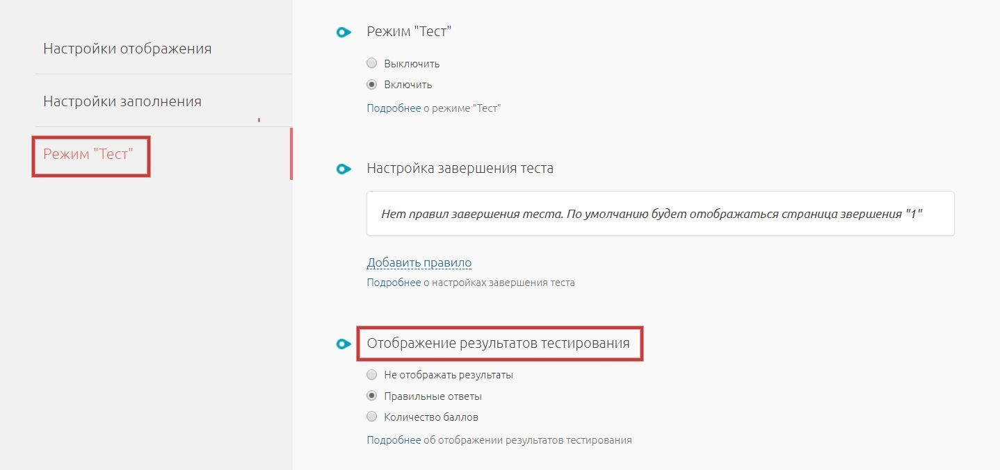 Настройки отображения
Настройки заполнения
Режим "Тест"
Режим "Тест"
Выключить
Включить
Подробнее о режиме "Тест"
Настройка завершения теста
Нет правил завершения теста. По умолчанию будет отображаться страница звершения "1"
Добавить правило
Подробнее о настройках завершения теста
Отображение результатов тестирования
Не отображать результаты
Правильные ответы
Количество баллов
Подробнее об отображении результатов тестирования